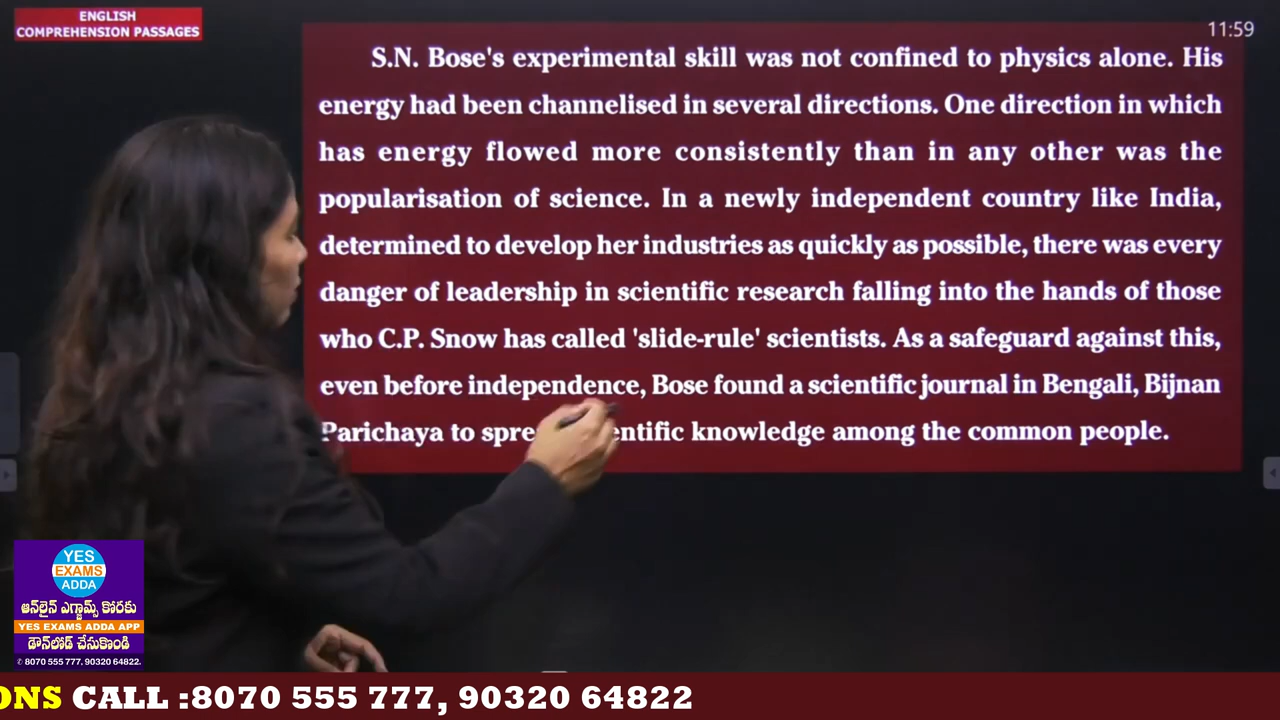 ENGLISH
COMPREHENSION PASSAGES
11:59
S.N. Bose's experimental skill was not confined to physics alone. His
energy had been channelised in several directions. One direction in which
has energy flowed more consistently than in any other was the
popularisation of science. In a newly independent country like India,
determined to develop her industries as quickly as possible, there was every
danger of leadership in scientific research falling into the hands of those
who C.P. Snow has called 'slide-rule' scientists. As a safeguard against this,
even before independence, Bose found a scientific journal in Bengali, Bijnan
Parichaya to knowledge among the common people.
YES
EXAMS
ADDA
ఆన్‌లైన్ ఎగ్జామ్స్ కొరకు
YES EXAMS ADDA APP
డౌన్‌లోడ్ చేసుకొండి
✆ 8070 555 777, 90320 64822.
ONS CALL :8070 555 777, 90320 64822